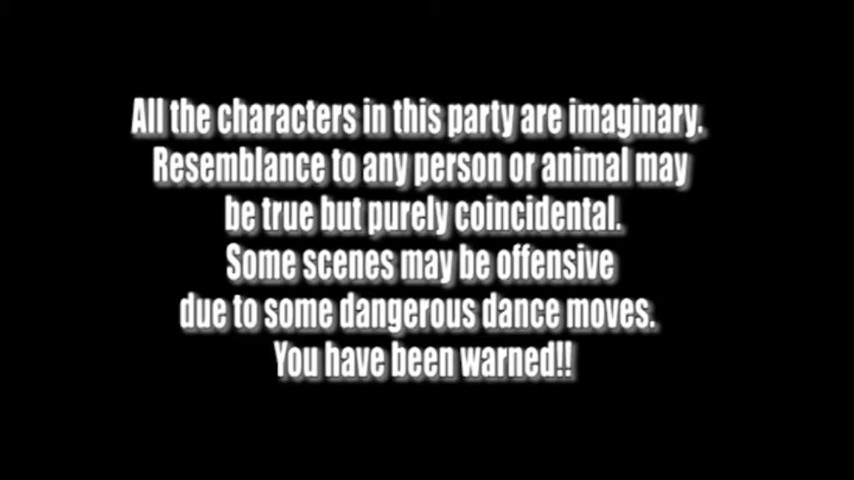 All the characters in this party are imaginary.
Resemblance to any person or animal may
be true but purely coincidental.
Some scenes may be offensive
due to some dangerous dance moves.
You have been warned!!